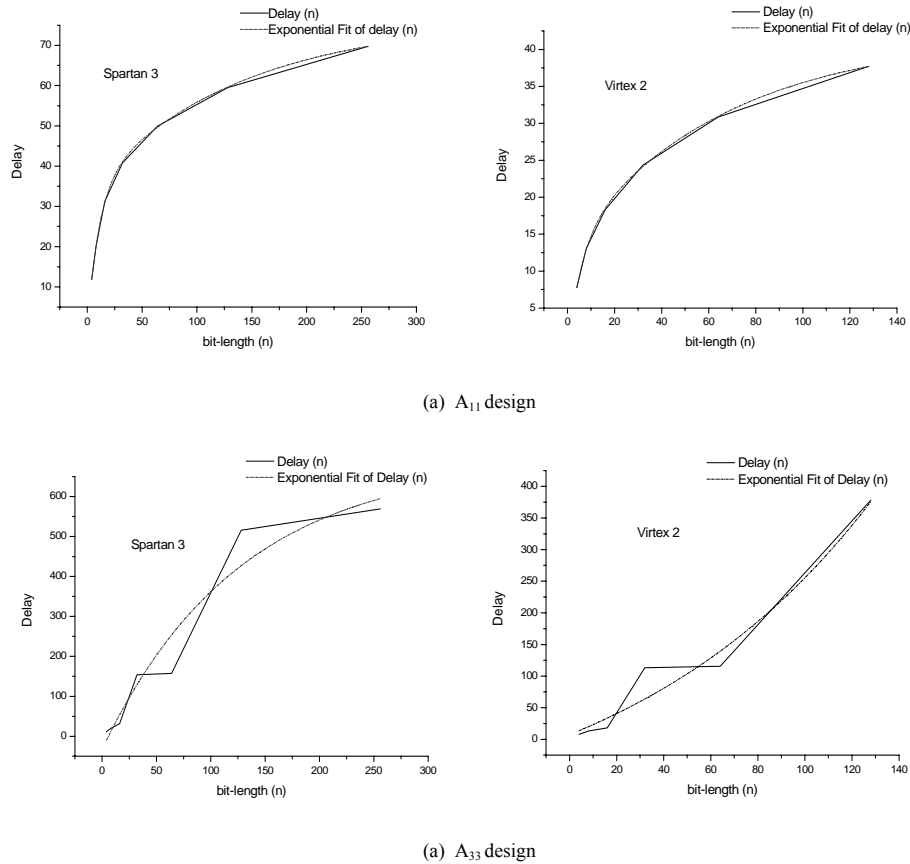 Delay (n)
Exponential Fit of delay (n)
70
60
50
40
30
20
10
Delay
Spartan 3
0
50
100
150
200
250
300
bit-length (n)
Delay (n)
Exponential Fit of delay (n)
40
35
30
25
20
15
10
5
Delay
Virtex 2
0
20
40
60
80
100
120
140
bit-length (n)
(a) A₁₁ design
Delay (n)
Exponential Fit of Delay (n)
600
500
400
300
200
100
0
Delay
Spartan 3
0
50
100
150
200
250
300
bit-length (n)
Delay (n)
Exponential Fit of Delay (n)
400
350
300
250
200
150
100
50
0
Delay
Virtex 2
0
20
40
60
80
100
120
140
bit-length (n)
(a) A₃₃ design